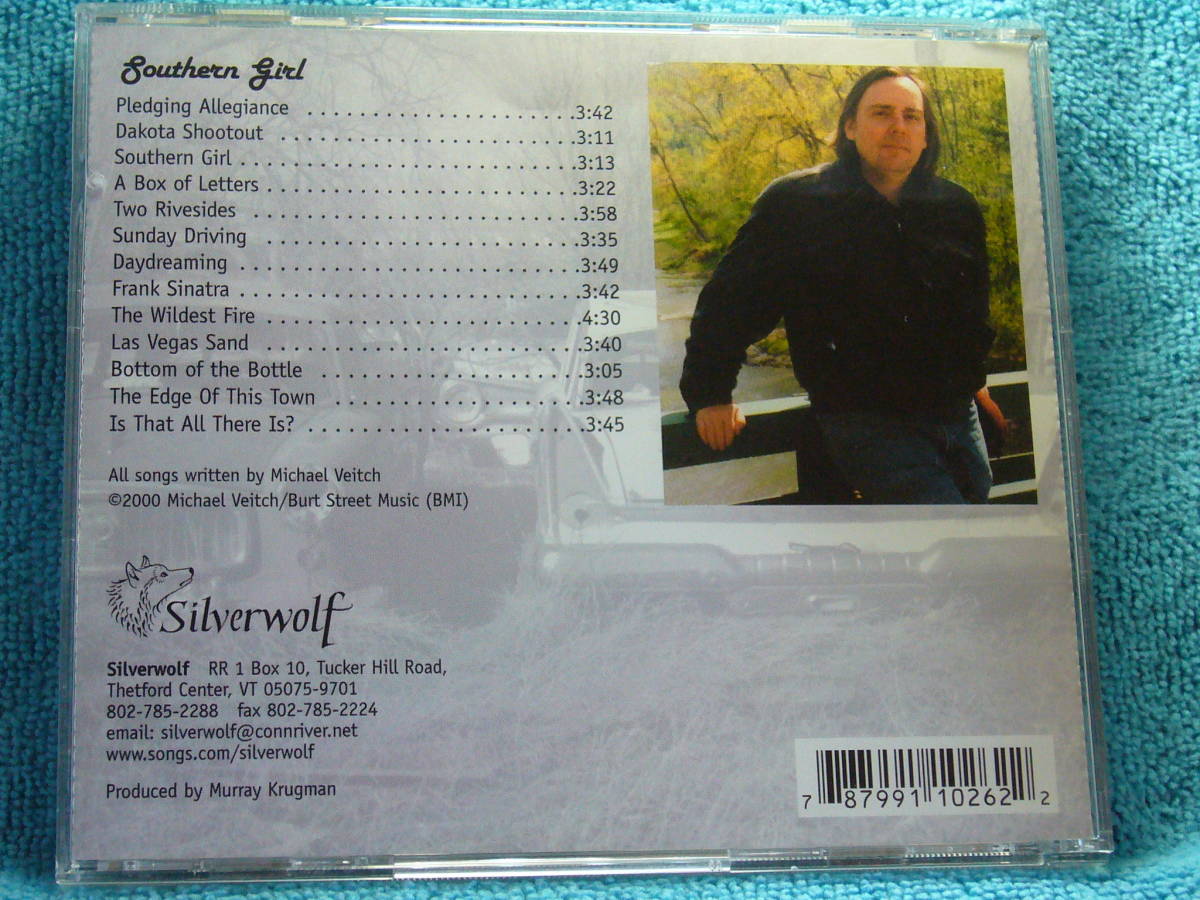 Southern Girl
Pledging Allegiance ....................3:42
Dakota Shootout ......................3:11
Southern Girl .........................3:13
A Box of Letters .......................3:22
Two Rivesides ........................3:58
Sunday Driving .......................3:35
Daydreaming .........................3:49
Frank Sinatra .........................3:42
The Wildest Fire .......................4:30
Las Vegas Sand .......................3:40
Bottom of the Bottle ...................3:05
The Edge Of This Town ..................3:48
Is That All There Is? ....................3:45
All songs written by Michael Veitch
©2000 Michael Veitch/Burt Street Music (BMI)
Silverwolf
Silverwolf RR 1 Box 10, Tucker Hill Road,
Thetford Center, VT 05075-9701
802-785-2288 fax 802-785-2224
email: silverwolf@connriver.net
www.songs.com/silverwolf
Produced by Murray Krugman
7 87991 10262 2